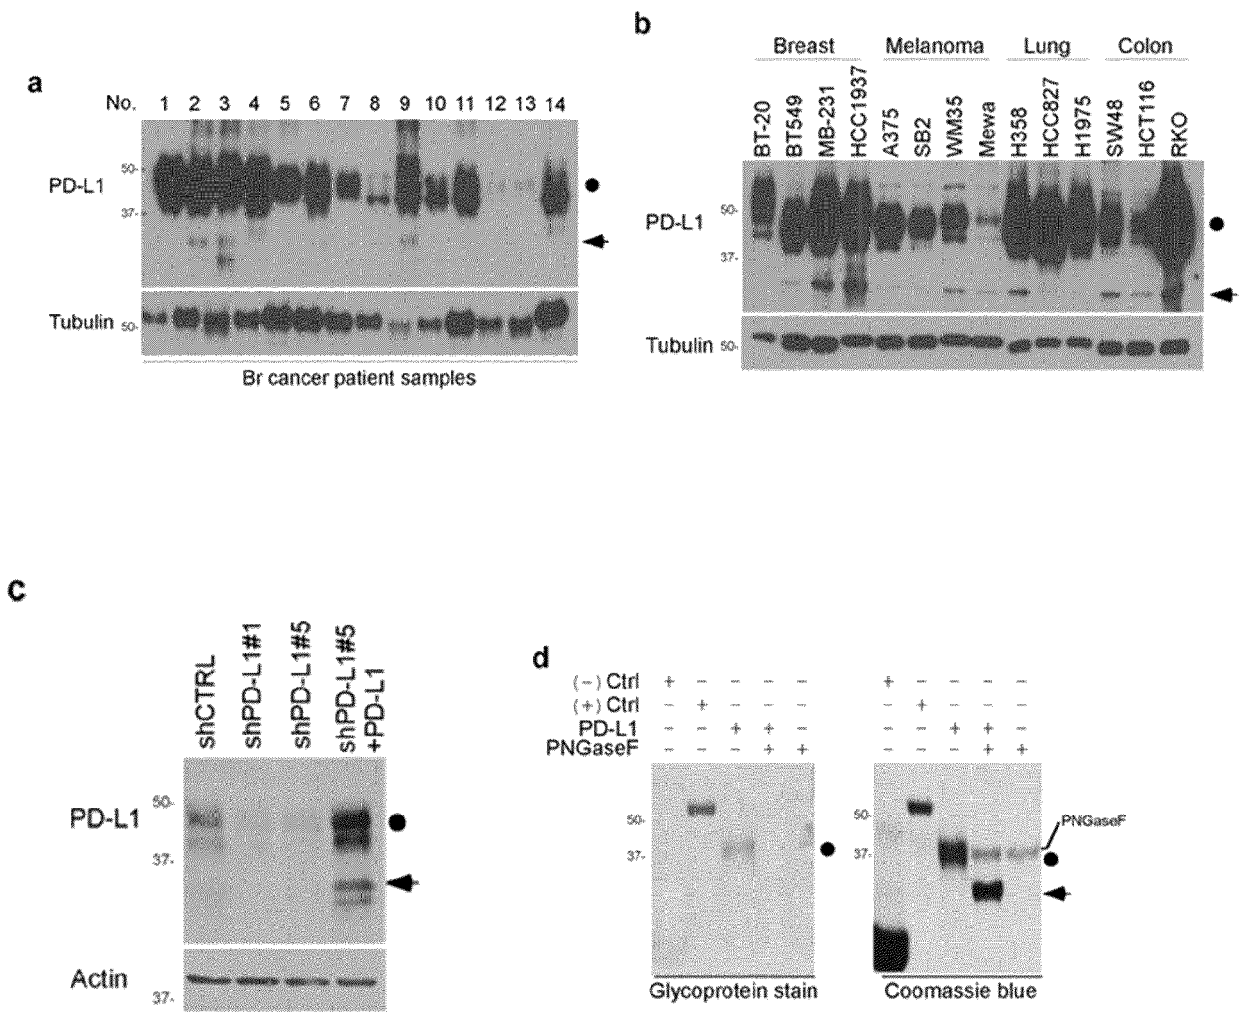 a
No. 1 2 3 4 5 6 7 8 9 10 11 12 13 14
50-
PD-L1
37-
Tubulin 50-
Br cancer patient samples
b
Breast Melanoma Lung Colon
BT-20 BT549 MB-231 HCC1937 A375 SB2 WM35 Mewa H358 HCC827 H1975 SW48 HCT116 RKO
50-
PD-L1
37-
Tubulin 50-
c
shCTRL shPD-L1#1 shPD-L1#5 shPD-L1#5 +PD-L1
50-
PD-L1
37-
Actin
37-
d
(-) Ctrl + - - - - + - - - -
(+) Ctrl - + - - - - + - - -
PD-L1 - - + + - - - + + -
PNGaseF - - - + + - - - + +
50-
37-
50-
37-
PNGaseF
Glycoprotein stain Coomassie blue